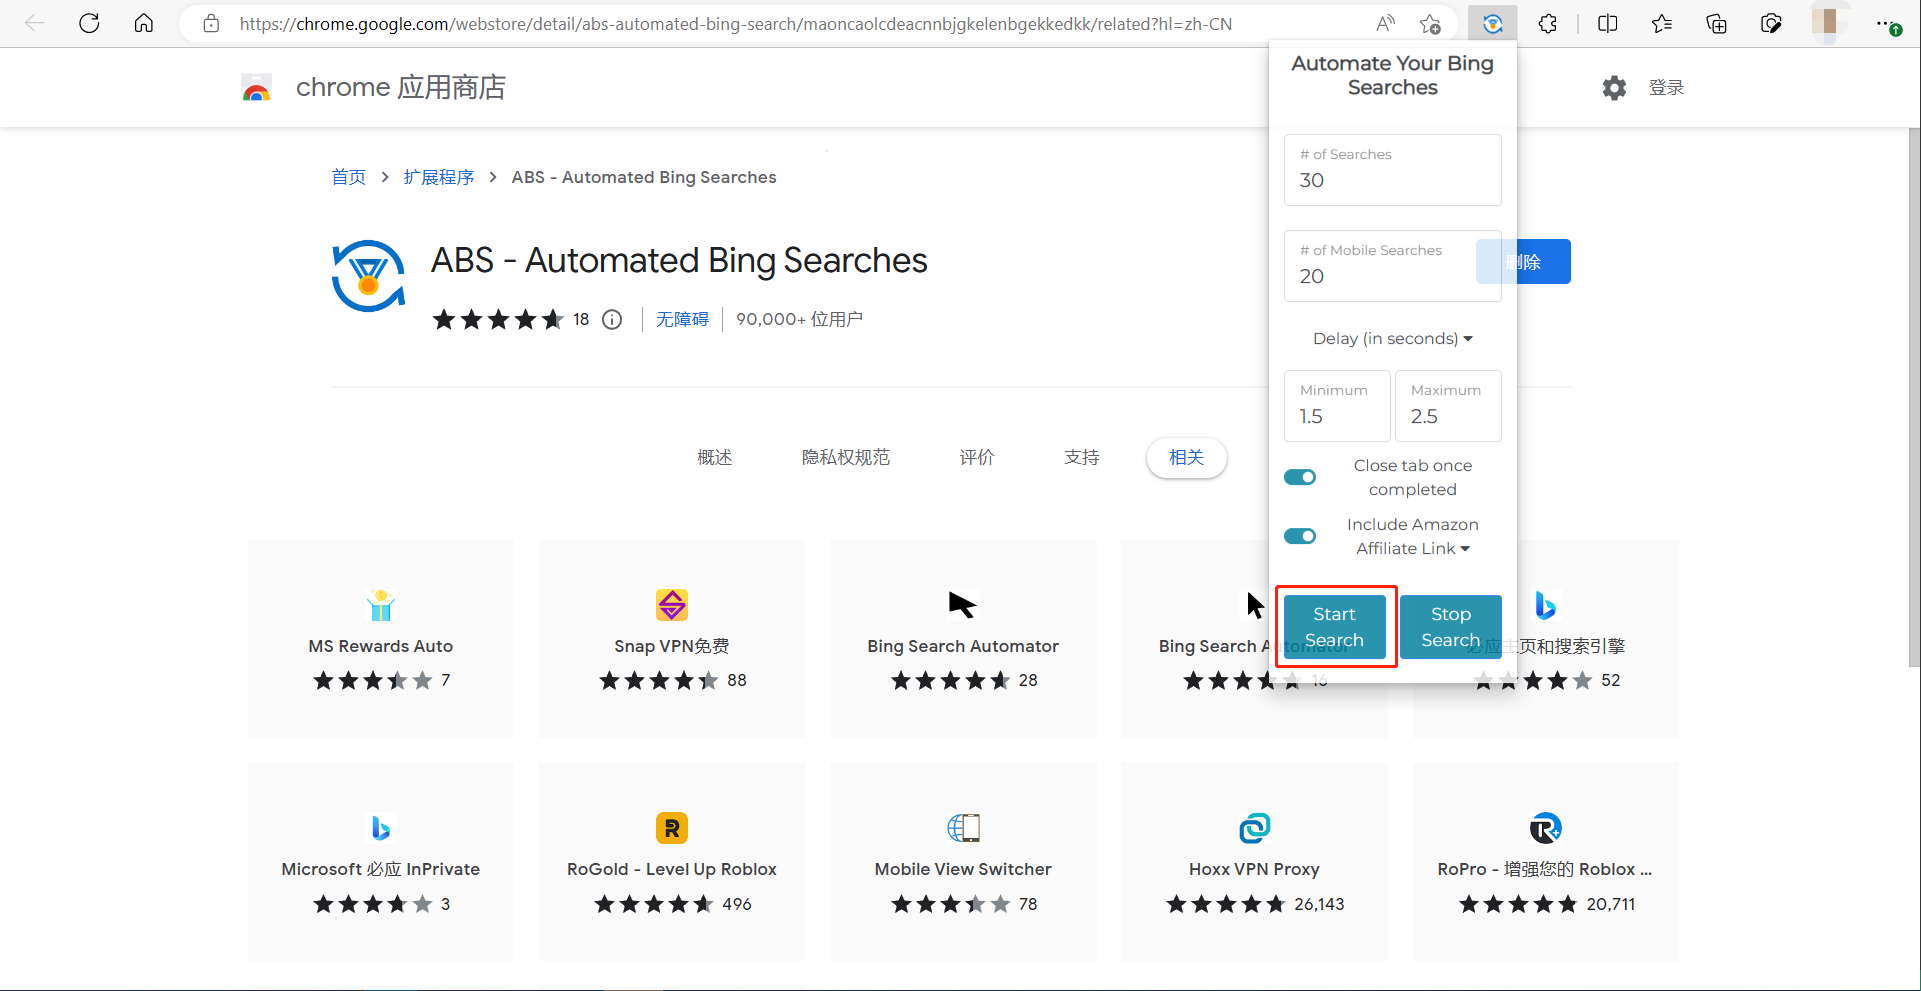 https://chrome.google.com/webstore/detail/abs-automated-bing-search/maoncaolcdeacnnbjgkelenbgekkedkk/related?hl=zh-CN
chrome 应用商店
登录
首页 > 扩展程序 > ABS - Automated Bing Searches
ABS - Automated Bing Searches
18
无障碍
90,000+ 位用户
删除
概述
隐私权规范
评价
支持
相关
Automate Your Bing
Searches
# of Searches
30
# of Mobile Searches
20
Delay (in seconds)
Minimum
1.5
Maximum
2.5
Close tab once
completed
Include Amazon
Affiliate Link
Start
Search
Stop
Search
MS Rewards Auto
7
Snap VPN免费
88
Bing Search Automator
28
Bing Search Automator
16
必应主页和搜索引擎
52
Microsoft 必应 InPrivate
3
RoGold - Level Up Roblox
496
Mobile View Switcher
78
Hoxx VPN Proxy
26,143
RoPro - 增强您的 Roblox ...
20,711